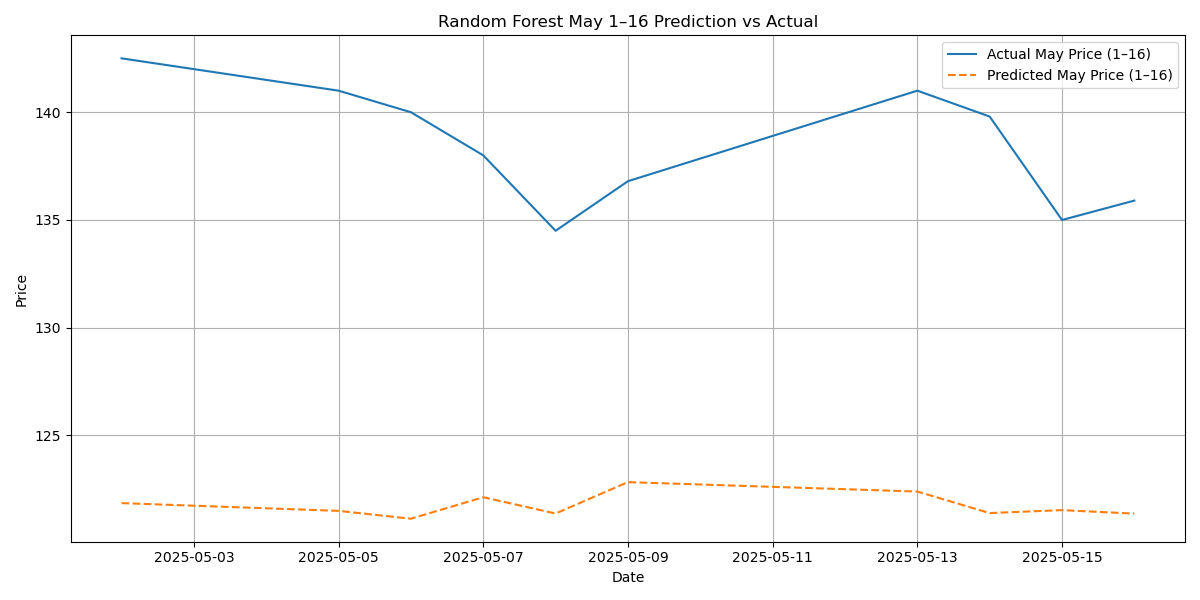 Random Forest May 1–16 Prediction vs Actual
Actual May Price (1–16)
Predicted May Price (1–16)
Price
140
135
130
125
2025-05-03
2025-05-05
2025-05-07
2025-05-09
2025-05-11
2025-05-13
2025-05-15
Date